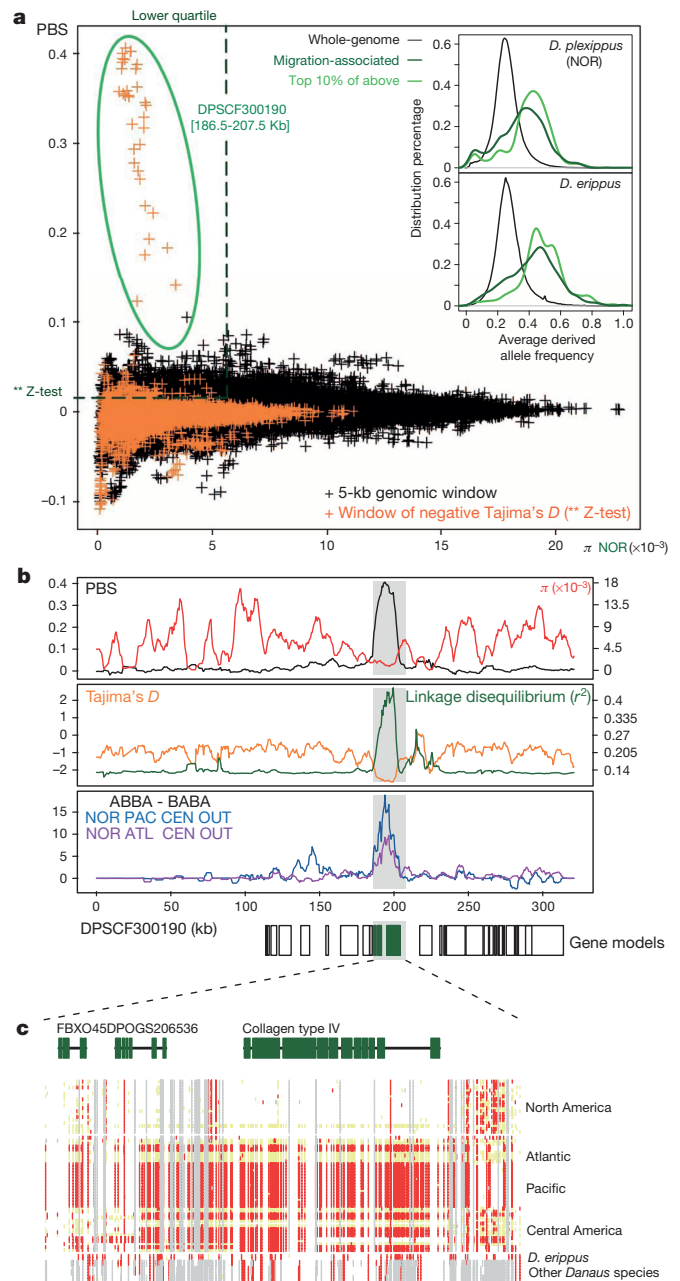 a
Lower quartile
PBS
0.4
0.3
0.2
0.1
0
−0.1
** Z-test
DPSCF300190
[186.5-207.5 Kb]
Whole-genome
Migration-associated
Top 10% of above
D. plexippus
(NOR)
0.6
0.4
0.2
0
D. erippus
0.6
0.4
0.2
0
Distribution percentage
0 0.2 0.4 0.6 0.8 1.0
Average derived
allele frequency
+ 5-kb genomic window
+ Window of negative Tajima's D (** Z-test)
0 5 10 15 20
π NOR (×10−3)
b
PBS
π (×10−3)
0.4
0.3
0.2
0.1
0
18
13.5
9
4.5
0
Tajima's D
Linkage disequilibrium (r2)
2
1
0
−1
−2
0.4
0.335
0.27
0.205
0.14
ABBA - BABA
NOR PAC CEN OUT
NOR ATL CEN OUT
15
10
5
0
0 50 100 150 200 250 300
DPSCF300190 (kb)
Gene models
c
FBXO45DPOGS206536
Collagen type IV
North America
Atlantic
Pacific
Central America
D. erippus
Other Danaus species